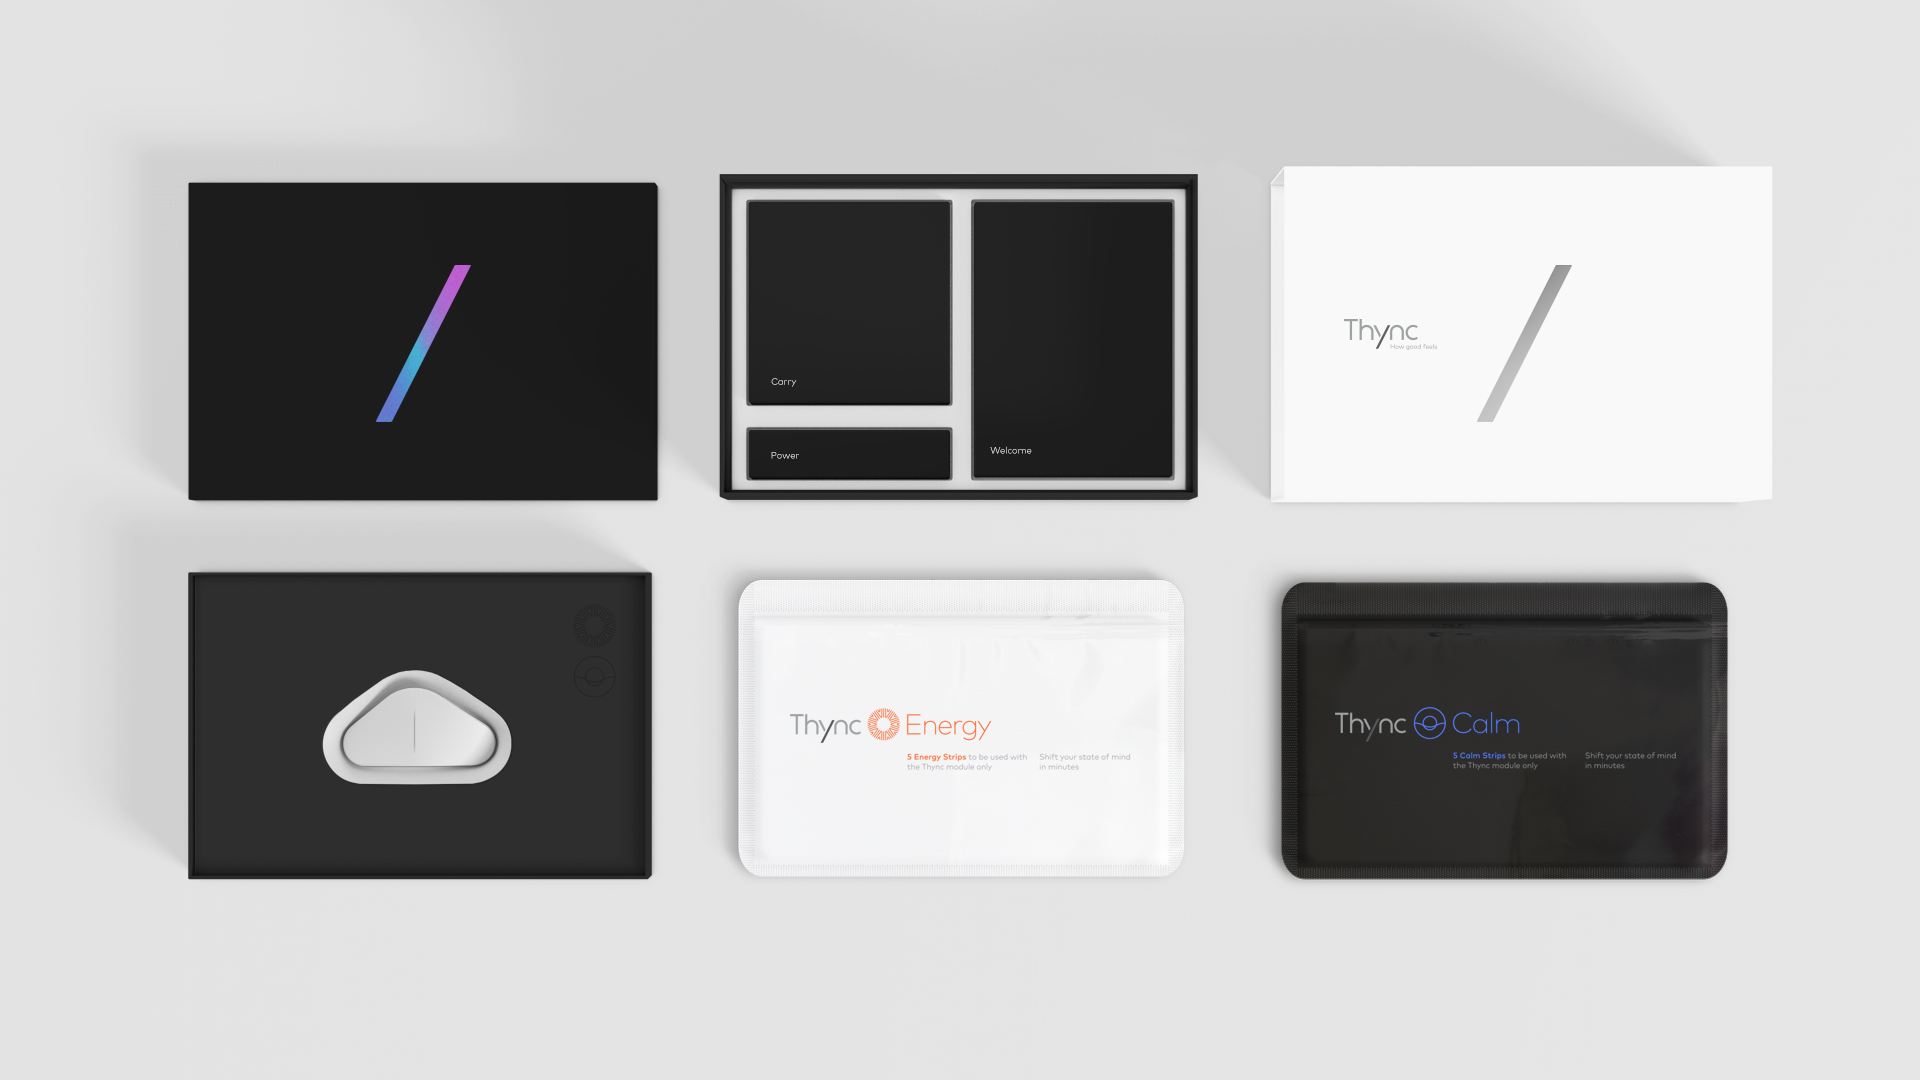 Carry
Power
Welcome
Thync
How good feels
Thync Energy
5 Energy Strips to be used with
the Thync module only
Shift your state of mind
in minutes
Thync Calm
5 Calm Strips to be used with
the Thync module only
Shift your state of mind
in minutes